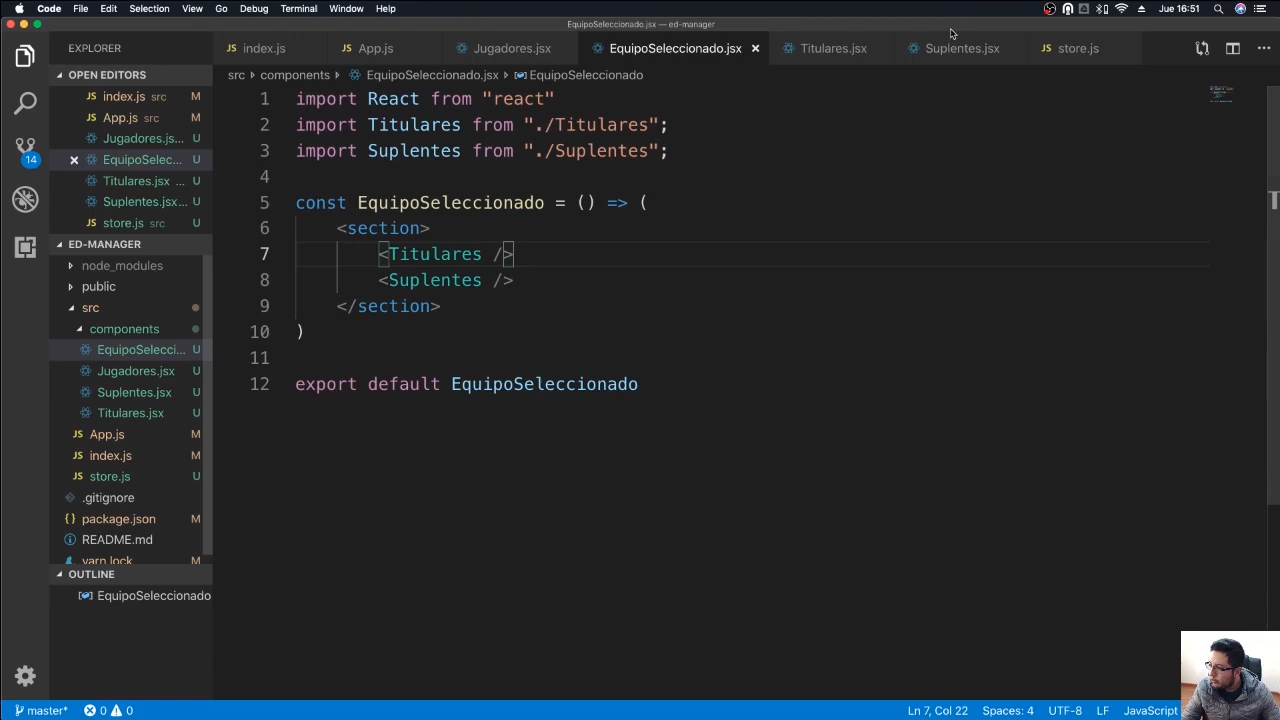 Code File Edit Selection View Go Debug Terminal Window Help Jue 16:51
EquipoSeleccionado.jsx — ed-manager
EXPLORER
index.js App.js Jugadores.jsx EquipoSeleccionado.jsx × Titulares.jsx Suplentes.jsx store.js
OPEN EDITORS
index.js src M
App.js src M
Jugadores.js... U
EquipoSelec... U
Titulares.jsx ... U
Suplentes.jsx... U
store.js src U
ED-MANAGER
node_modules
public
src
components
EquipoSelecci... U
Jugadores.jsx U
Suplentes.jsx U
Titulares.jsx U
App.js M
index.js M
store.js U
.gitignore
package.json M
README.md
yarn.lock M
OUTLINE
EquipoSeleccionado
14
src › components › EquipoSeleccionado.jsx › EquipoSeleccionado
1 import React from "react"
2 import Titulares from "./Titulares";
3 import Suplentes from "./Suplentes";
4
5 const EquipoSeleccionado = () => (
6 <section>
7 <Titulares />
8 <Suplentes />
9 </section>
10 )
11
12 export default EquipoSeleccionado
master* 0 0 Ln 7, Col 22 Spaces: 4 UTF-8 LF JavaScript